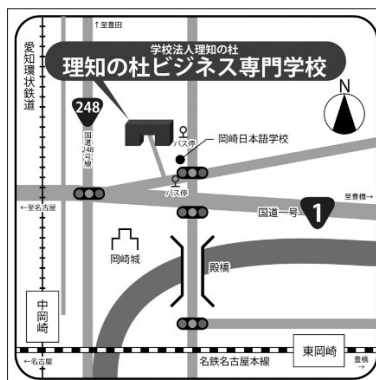 ↑至豊田
愛知環状鉄道
学校法人理知の杜
理知の杜ビジネス専門学校
248
国道248号線
N
バス停
岡崎日本語学校
バス停
←至名古屋
至豊橋→
国道一号
1
岡崎城
殿橋
中岡崎
東岡崎
←名古屋
名鉄名古屋本線
豊橋→